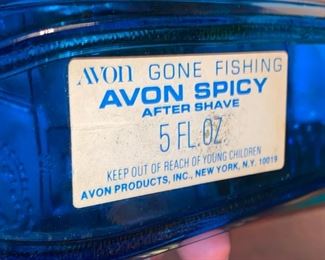 AVON GONE FISHING
AVON SPICY
AFTER SHAVE
5 FL. OZ.
KEEP OUT OF REACH OF YOUNG CHILDREN
AVON PRODUCTS, INC., NEW YORK, N.Y. 10019